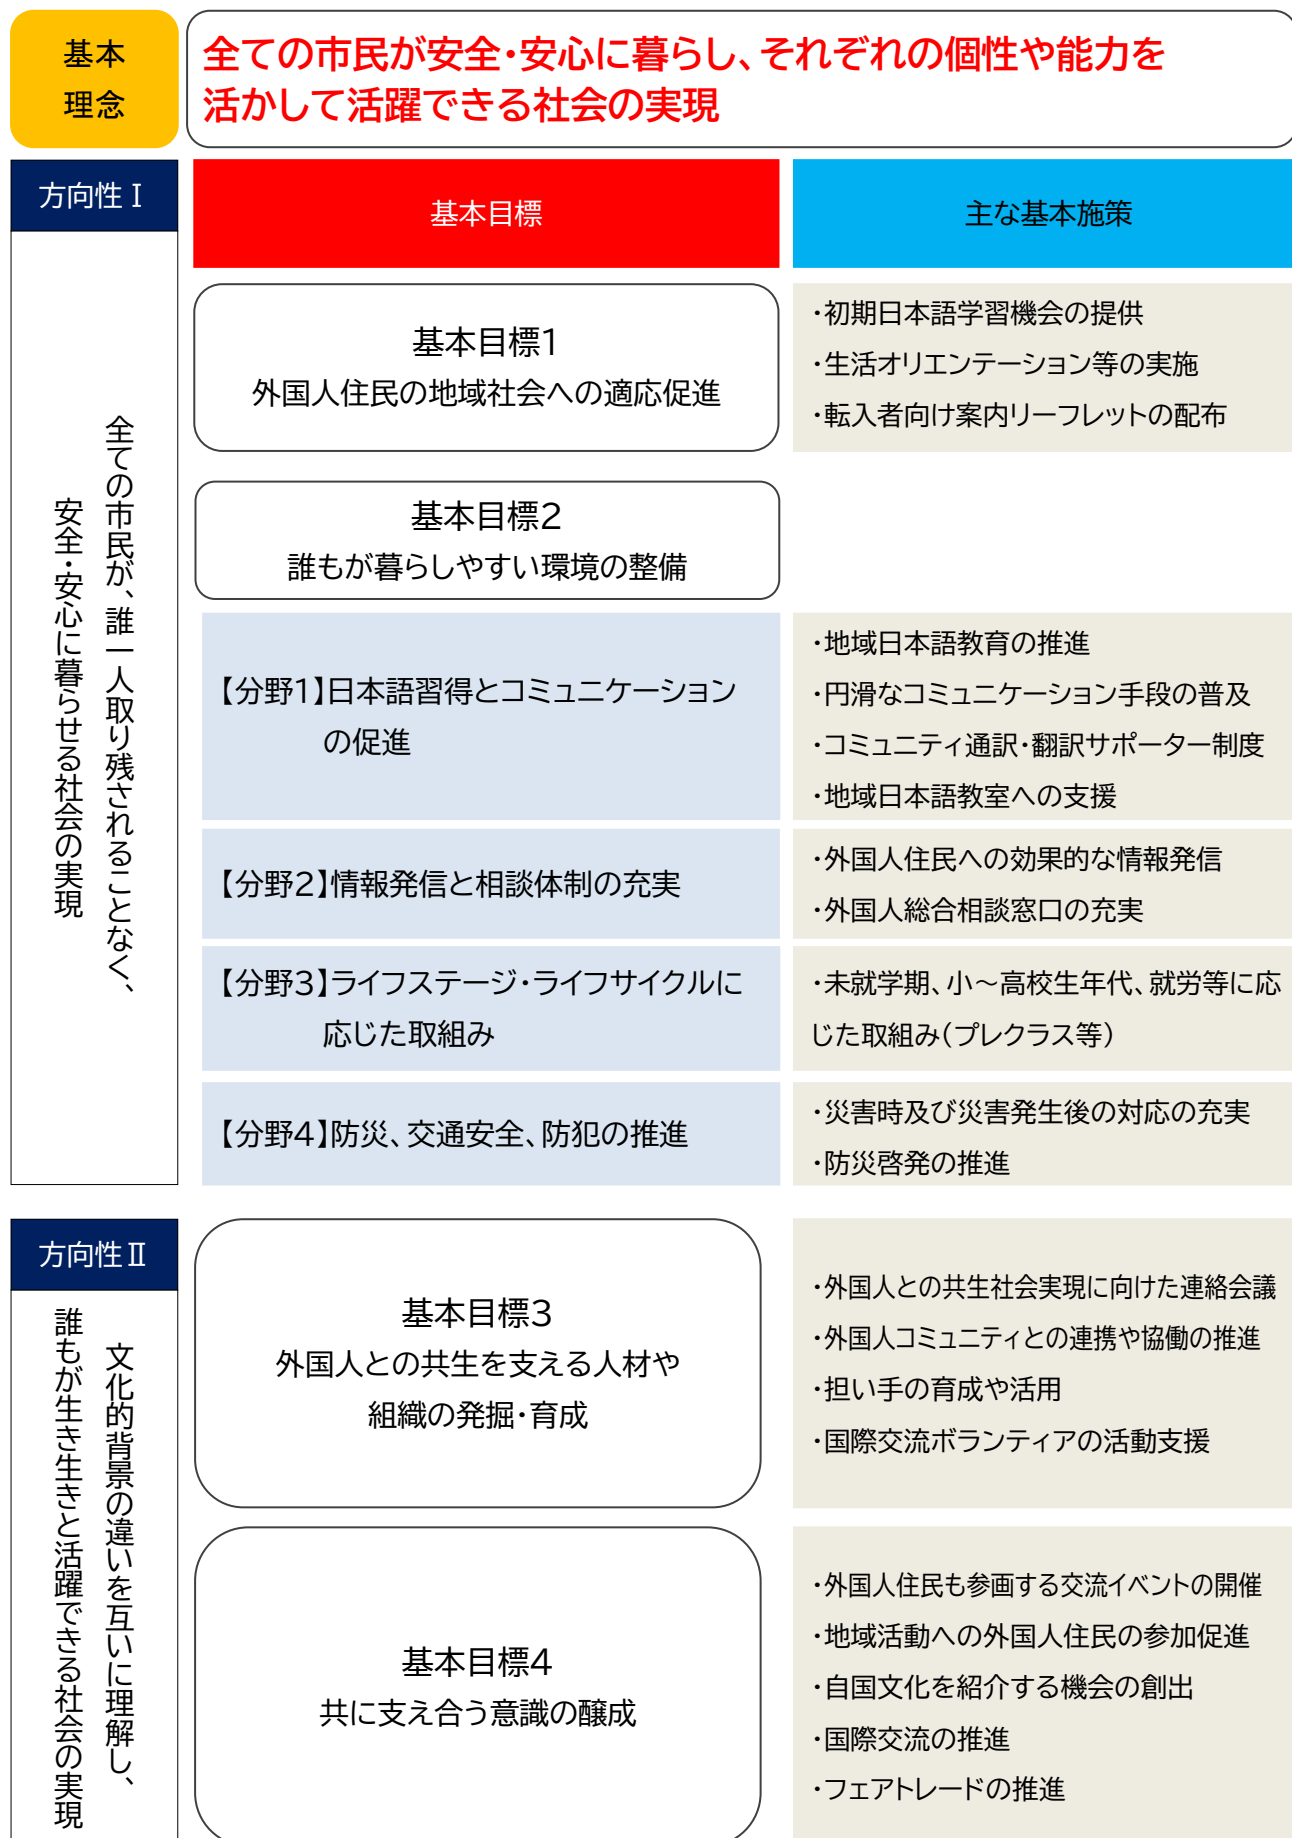 基本
理念
全ての市民が安全・安心に暮らし、それぞれの個性や能力を
活かして活躍できる社会の実現
方向性Ⅰ
全ての市民が、誰一人取り残されることなく、
安全・安心に暮らせる社会の実現
基本目標
主な基本施策
基本目標1
外国人住民の地域社会への適応促進
・初期日本語学習機会の提供
・生活オリエンテーション等の実施
・転入者向け案内リーフレットの配布
基本目標2
誰もが暮らしやすい環境の整備
【分野1】日本語習得とコミュニケーション
の促進
・地域日本語教育の推進
・円滑なコミュニケーション手段の普及
・コミュニティ通訳・翻訳サポーター制度
・地域日本語教室への支援
【分野2】情報発信と相談体制の充実
・外国人住民への効果的な情報発信
・外国人総合相談窓口の充実
【分野3】ライフステージ・ライフサイクルに
応じた取組み
・未就学期、小～高校生年代、就労等に応
じた取組み(プレクラス等)
【分野4】防災、交通安全、防犯の推進
・災害時及び災害発生後の対応の充実
・防災啓発の推進
方向性Ⅱ
文化的背景の違いを互いに理解し、
誰もが生き生きと活躍できる社会の実現
基本目標3
外国人との共生を支える人材や
組織の発掘・育成
・外国人との共生社会実現に向けた連絡会議
・外国人コミュニティとの連携や協働の推進
・担い手の育成や活用
・国際交流ボランティアの活動支援
基本目標4
共に支え合う意識の醸成
・外国人住民も参画する交流イベントの開催
・地域活動への外国人住民の参加促進
・自国文化を紹介する機会の創出
・国際交流の推進
・フェアトレードの推進